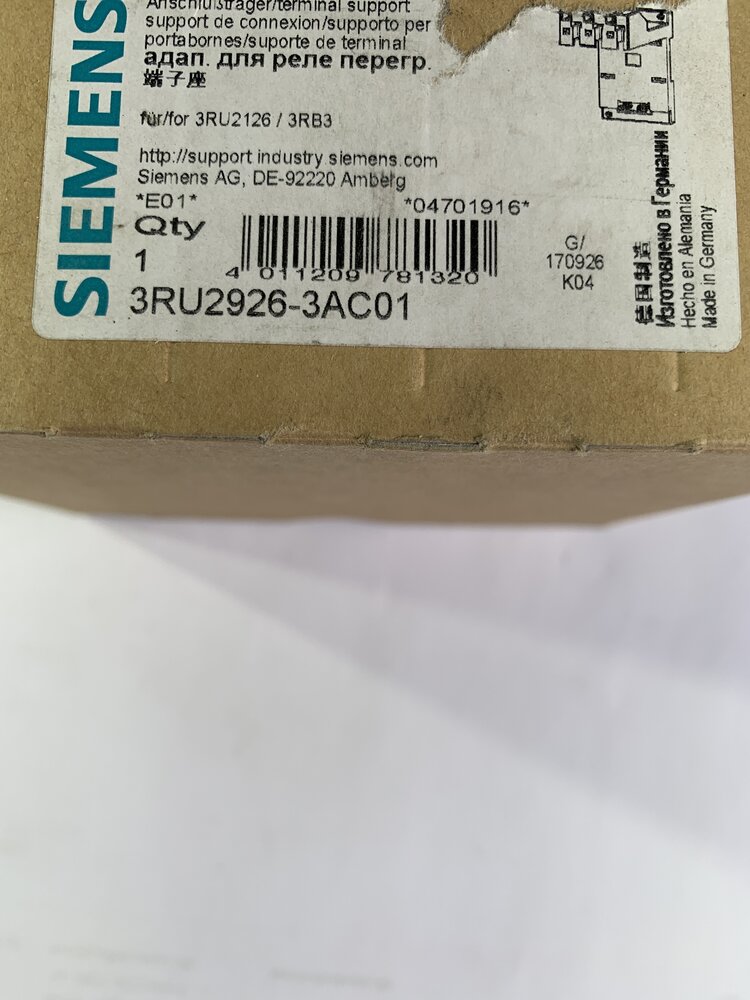 SIEMENS
Anschlußträger/terminal support
support de connexion/supporto per
portabornes/suporte de terminal
адап. для реле перегр.
端子座
für/for 3RU2126 / 3RB3
http://support industry siemens.com
Siemens AG, DE-92220 Amberg
*E01*
*04701916*
Qty
1
4 011209 781320
3RU2926-3AC01
G/
170926
K04
德国制造
Изготовлено в Германии
Hecho en Alemania
Made in Germany